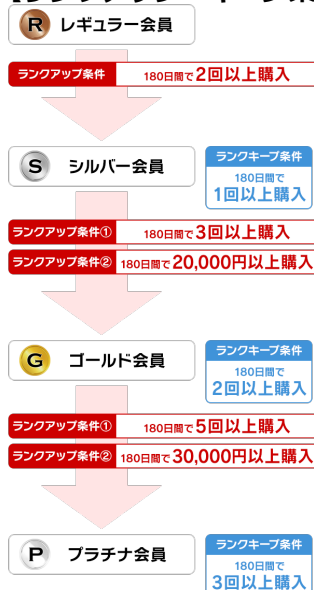 R レギュラー会員
ランクアップ条件 180日間で2回以上購入
S シルバー会員
ランクキープ条件
180日間で
1回以上購入
ランクアップ条件① 180日間で3回以上購入
ランクアップ条件② 180日間で20,000円以上購入
G ゴールド会員
ランクキープ条件
180日間で
2回以上購入
ランクアップ条件① 180日間で5回以上購入
ランクアップ条件② 180日間で30,000円以上購入
P プラチナ会員
ランクキープ条件
180日間で
3回以上購入